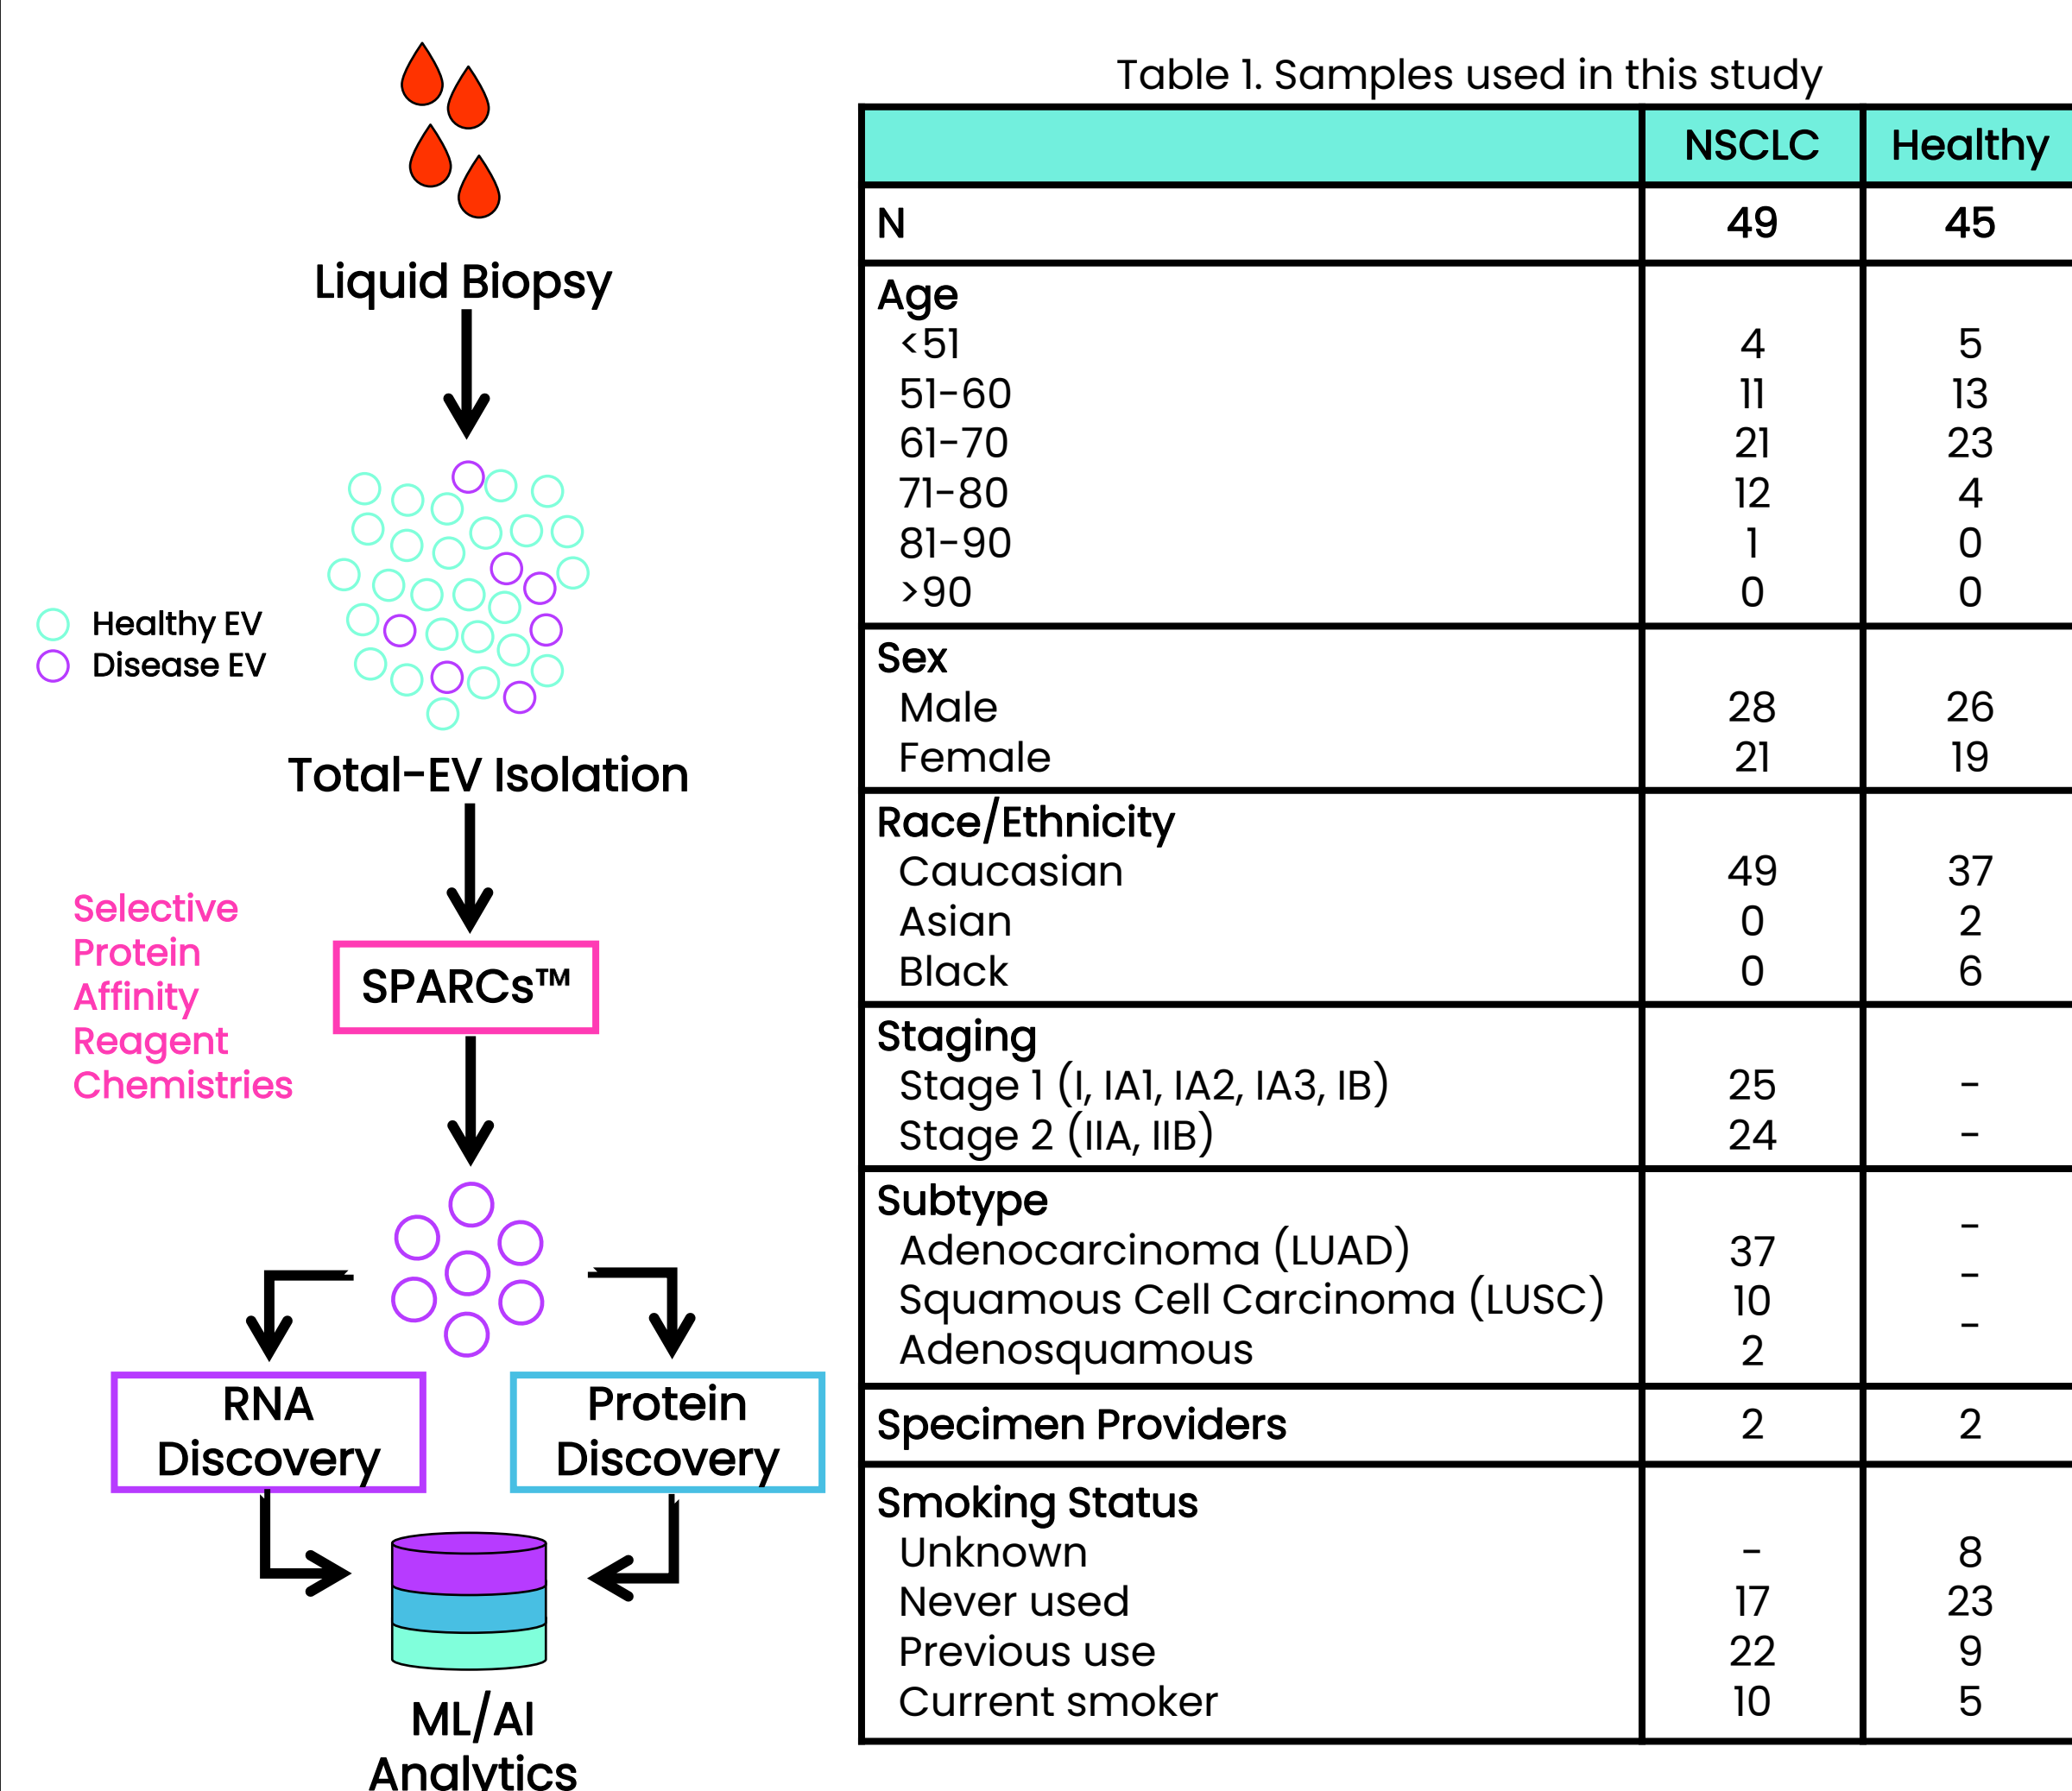 Liquid Biopsy
Healthy EV
Disease EV
Total-EV Isolation
Selective
Protein
Affinity
Reagent
Chemistries
SPARCs™
RNA
Discovery
Protein
Discovery
ML/AI
Analytics
Table 1. Samples used in this study
NSCLC Healthy
N 49 45
Age
<51 4 5
51-60 11 13
61-70 21 23
71-80 12 4
81-90 1 0
>90 0 0
Sex
Male 28 26
Female 21 19
Race/Ethnicity
Caucasian 49 37
Asian 0 2
Black 0 6
Staging
Stage 1 (I, IA1, IA2, IA3, IB) 25 -
Stage 2 (IIA, IIB) 24 -
Subtype
Adenocarcinoma (LUAD) 37 -
Squamous Cell Carcinoma (LUSC) 10 -
Adenosquamous 2 -
Specimen Providers 2 2
Smoking Status
Unknown - 8
Never used 17 23
Previous use 22 9
Current smoker 10 5